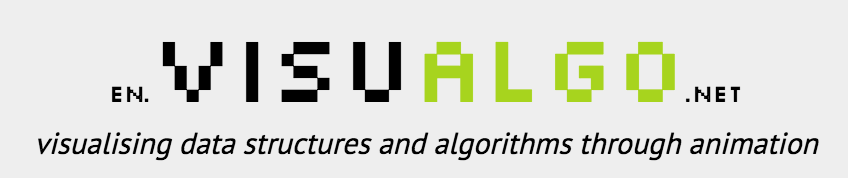 EN. VISUALGO .NET
visualising data structures and algorithms through animation